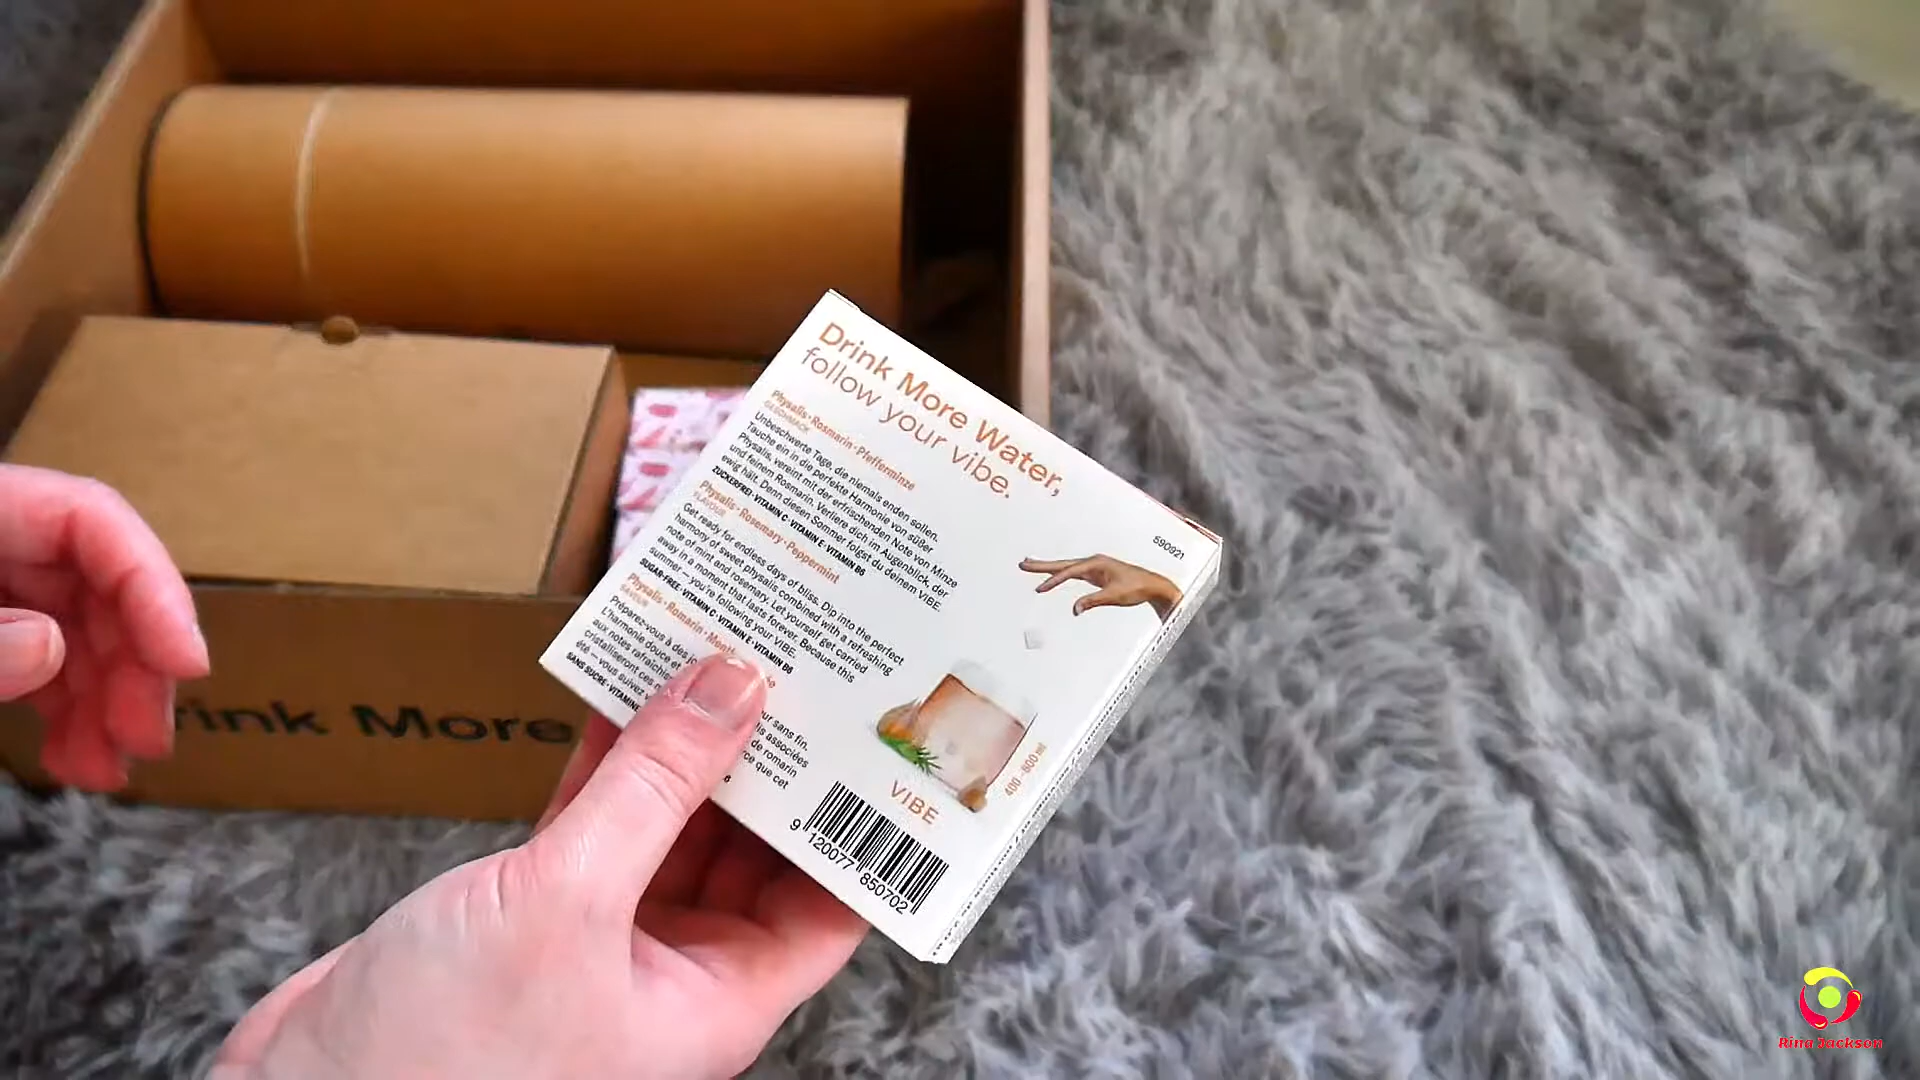 Drink More Water,
follow your vibe.
Physalis · Rosmarin · Pfefferminze
GESCHMACK
Unbeschwerte Tage, die niemals enden sollen.
Tauche ein in die perfekte Harmonie von süßer
Physalis, vereint mit der erfrischenden Note von Minze
und feinem Rosmarin. Verliere dich im Augenblick, der
ewig hält. Denn diesen Sommer folgst du deinem VIBE.
ZUCKERFREI · VITAMIN C · VITAMIN E · VITAMIN B6
Physalis · Rosemary · Peppermint
FLAVOUR
Get ready for endless days of bliss. Dip into the perfect
harmony of sweet physalis combined with a refreshing
note of mint and rosemary. Let yourself get carried
away in a moment that lasts forever. Because this
summer — you're following your VIBE.
SUGAR-FREE · VITAMIN C · VITAMIN E · VITAMIN B6
Physalis · Romarin ·
SAVEUR
Préparez-vous à des ur sans fin.
L'harmonie douce et associées
aux notes de romarin
cristalliseront ces que cet
été — vous suivez
SANS SUCRE · VITAMINE
590921
400 - 600 ml
VIBE
9 120077 850702
rink More
Rina Jackson